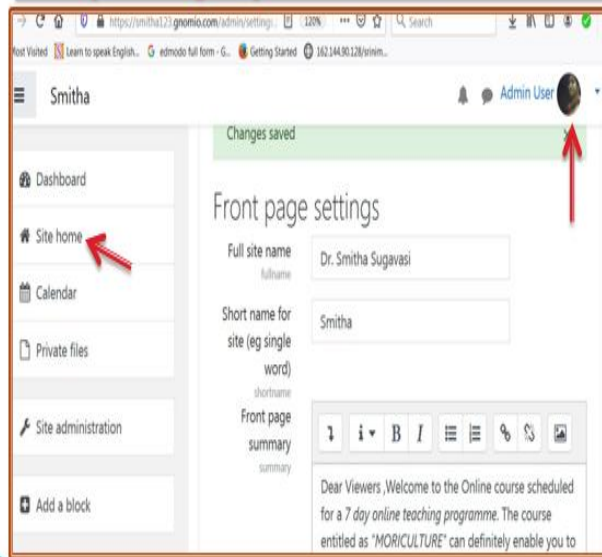 https://smitha123.gnomio.com/admin/settings 120% Search
Most Visited Learn to speak English... G edmodo full form - G... Getting Started 162.144.90.128/srinim...
Smitha Admin User
Changes saved
Dashboard
Site home
Calendar
Private files
Site administration
Add a block
Front page settings
Full site name Dr. Smitha Sugavasi
fullname
Short name for
site (eg single Smitha
word)
shortname
Front page
summary B I
summary
Dear Viewers ,Welcome to the Online course scheduled
for a 7 day online teaching programme. The course
entitled as "MORICULTURE" can definitely enable you to